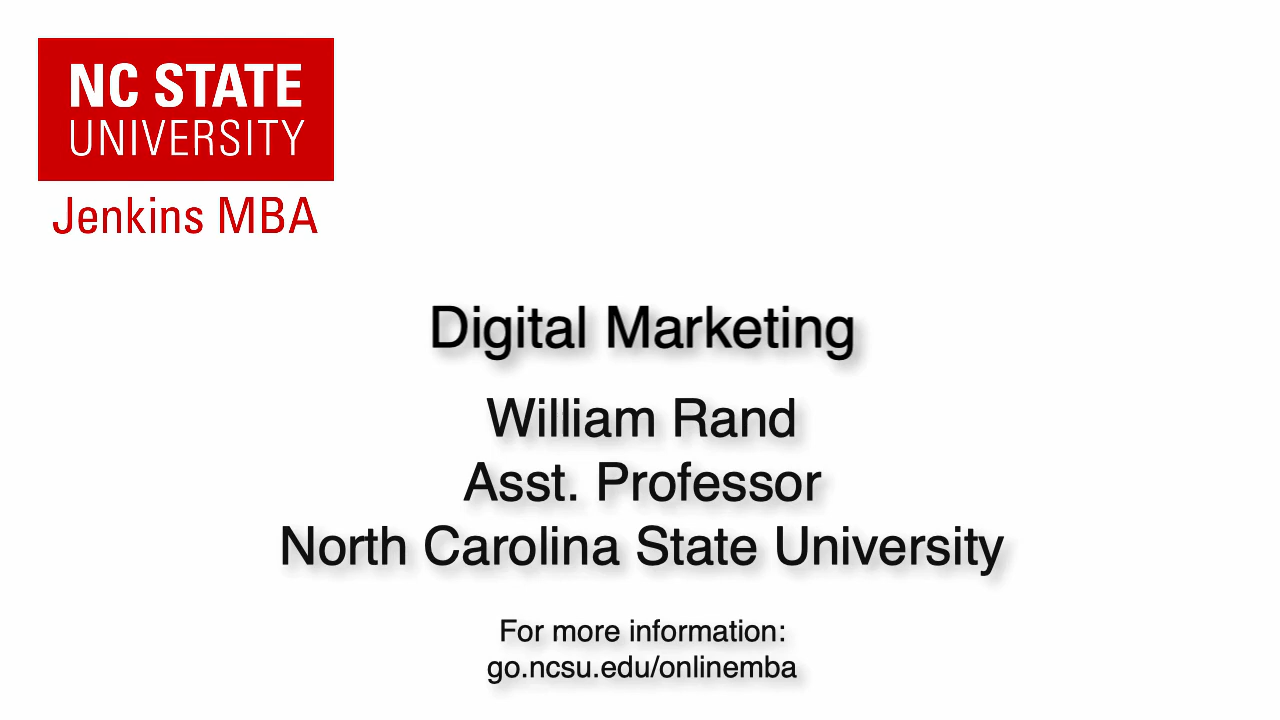 NC STATE
UNIVERSITY
Jenkins MBA
Digital Marketing
William Rand
Asst. Professor
North Carolina State University
For more information:
go.ncsu.edu/onlinemba